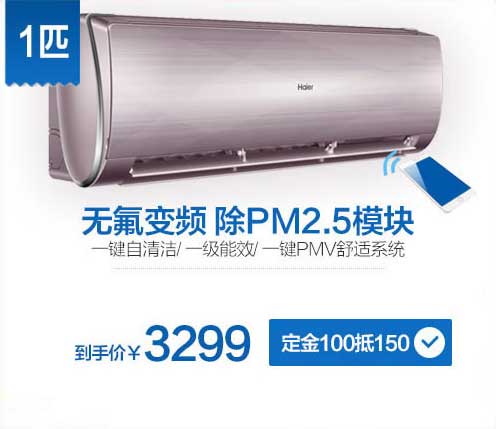 1匹
Haier
无氟变频 除PM2.5模块
一键自清洁/ 一级能效/ 一键PMV舒适系统
到手价¥3299
定金100抵150